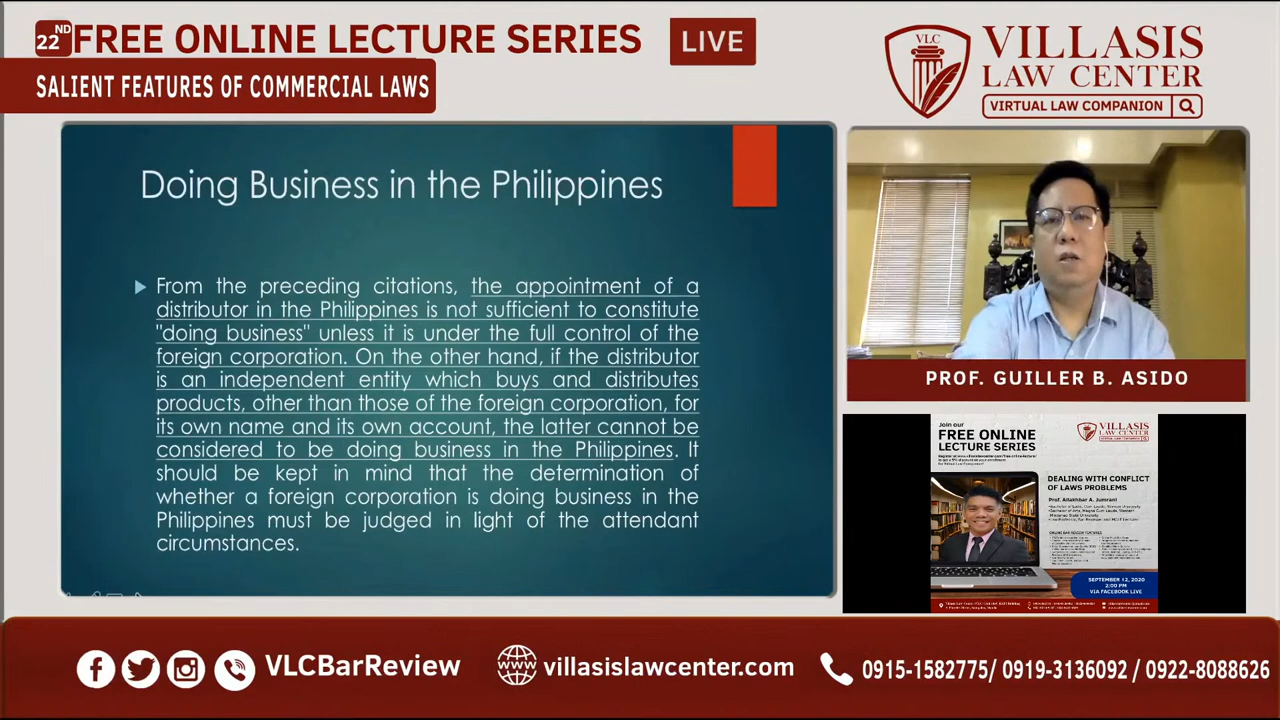 22ND FREE ONLINE LECTURE SERIES
LIVE
SALIENT FEATURES OF COMMERCIAL LAWS
VLC
VILLASIS
LAW CENTER
VIRTUAL LAW COMPANION
Doing Business in the Philippines
From the preceding citations, the appointment of a
distributor in the Philippines is not sufficient to constitute
"doing business" unless it is under the full control of the
foreign corporation. On the other hand, if the distributor
is an independent entity which buys and distributes
products, other than those of the foreign corporation, for
its own name and its own account, the latter cannot be
considered to be doing business in the Philippines. It
should be kept in mind that the determination of
whether a foreign corporation is doing business in the
Philippines must be judged in light of the attendant
circumstances.
PROF. GUILLER B. ASIDO
Join our
FREE ONLINE
LECTURE SERIES
VILLASIS
LAW CENTER
DEALING WITH CONFLICT
OF LAWS PROBLEMS
SEPTEMBER 12, 2020
2:00 PM
VIA FACEBOOK LIVE
VLCBarReview
www
villasislawcenter.com
0915-1582775/ 0919-3136092 / 0922-8088626